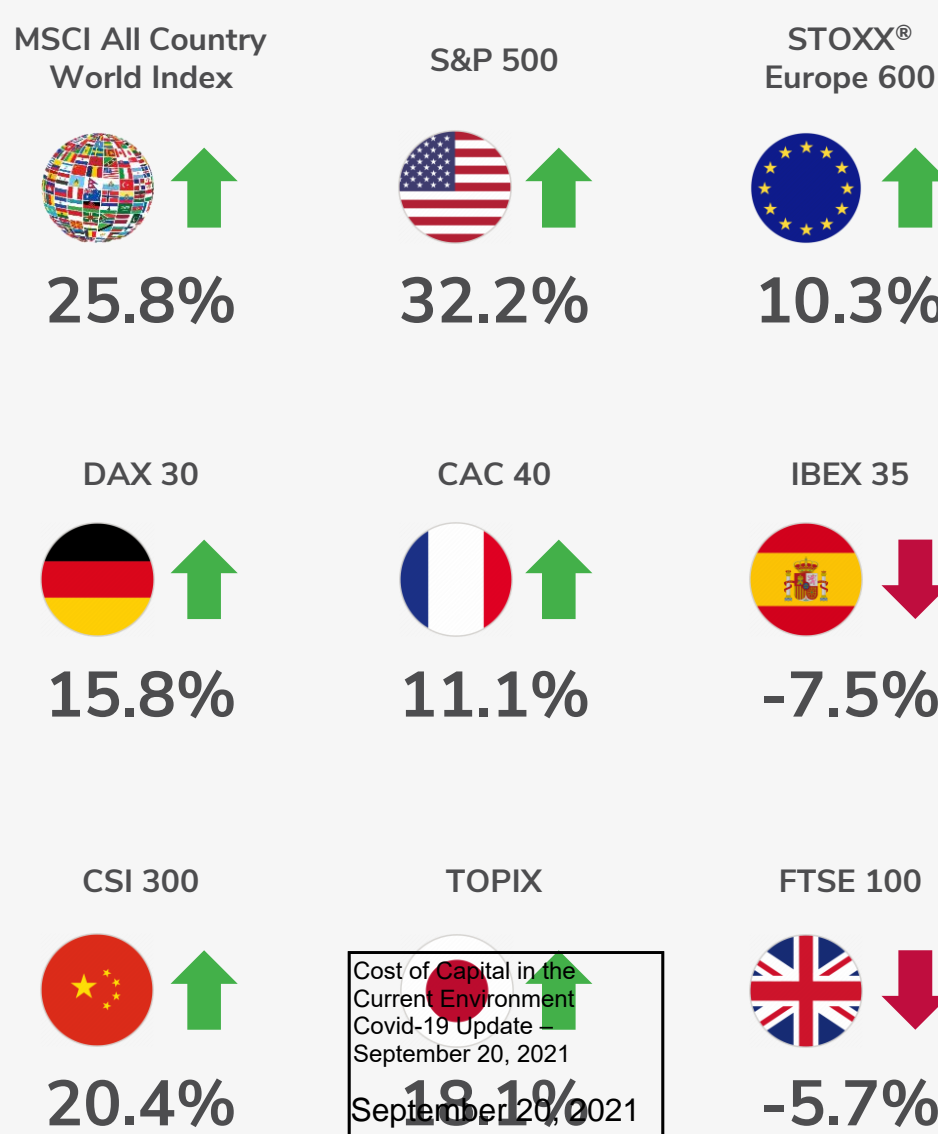 MSCI All Country
World Index
S&P 500
STOXX®
Europe 600
25.8%
32.2%
10.3%
DAX 30
CAC 40
IBEX 35
15.8%
11.1%
-7.5%
CSI 300
TOPIX
FTSE 100
Cost of Capital in the
Current Environment
Covid-19 Update –
September 20, 2021
20.4%
18.1%
September 20, 2021
-5.7%